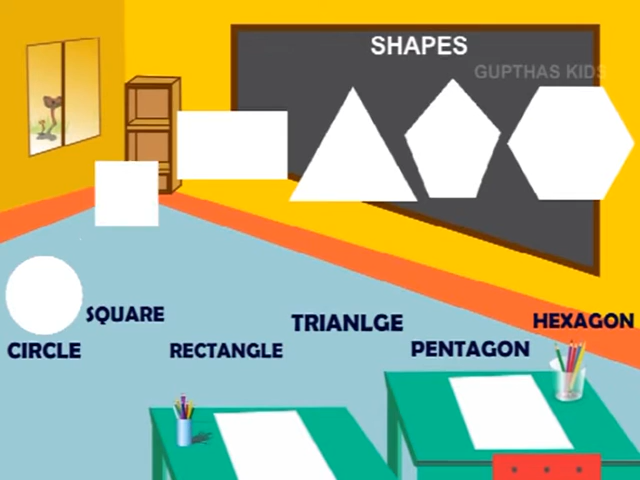 SHAPES
GUPTHAS KIDS
CIRCLE
SQUARE
RECTANGLE
TRIANLGE
PENTAGON
HEXAGON